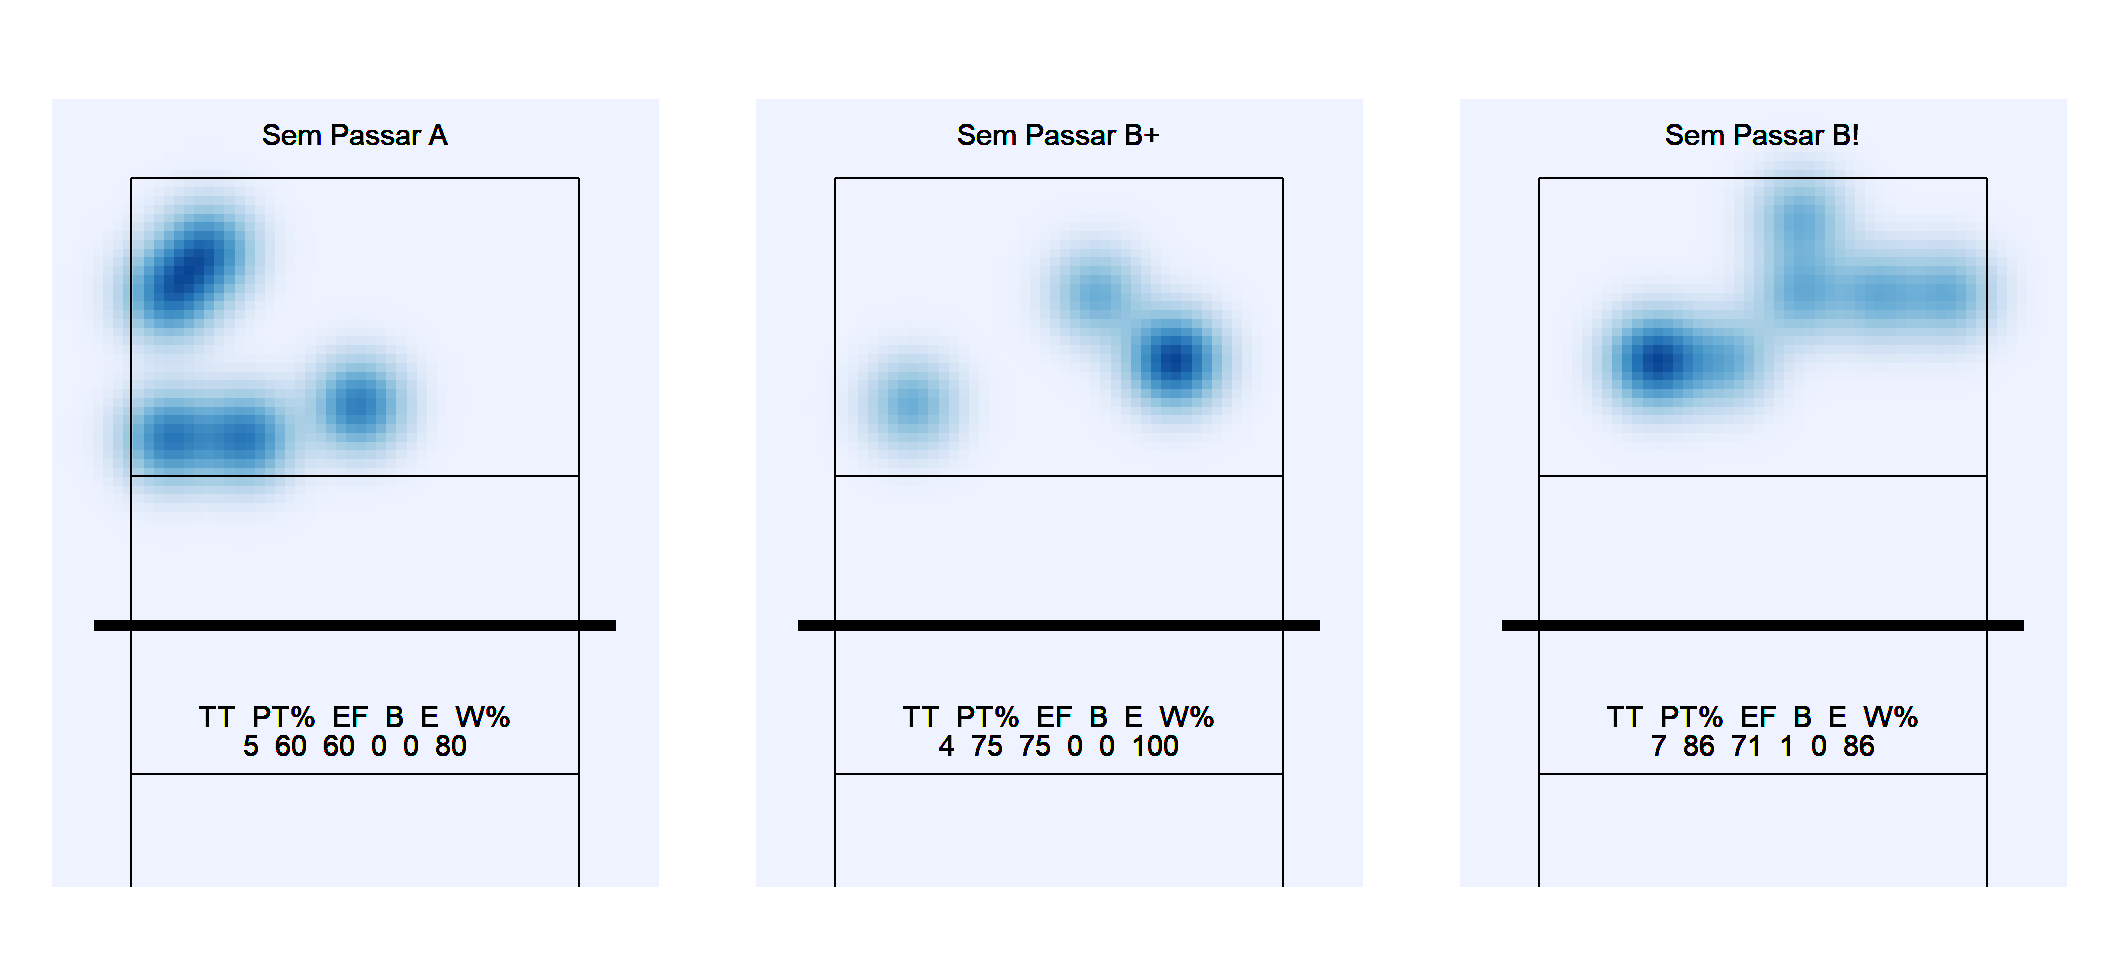 Sem Passar A
TT PT% EF B E W%
5 60 60 0 0 80
Sem Passar B+
TT PT% EF B E W%
4 75 75 0 0 100
Sem Passar B!
TT PT% EF B E W%
7 86 71 1 0 86